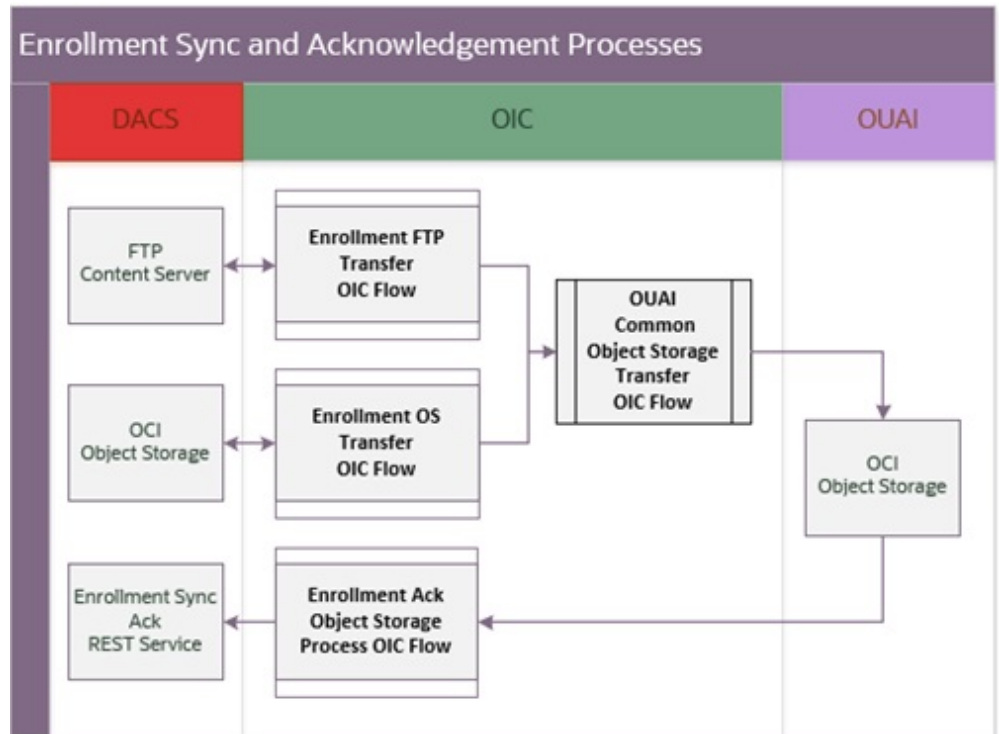 Enrollment Sync and Acknowledgement Processes
DACS
OIC
OUAI
FTP
Content Server
Enrollment FTP
Transfer
OIC Flow
OUAI
Common
Object Storage
Transfer
OIC Flow
OCI
Object Storage
Enrollment OS
Transfer
OIC Flow
OCI
Object Storage
Enrollment Sync
Ack
REST Service
Enrollment Ack
Object Storage
Process OIC Flow